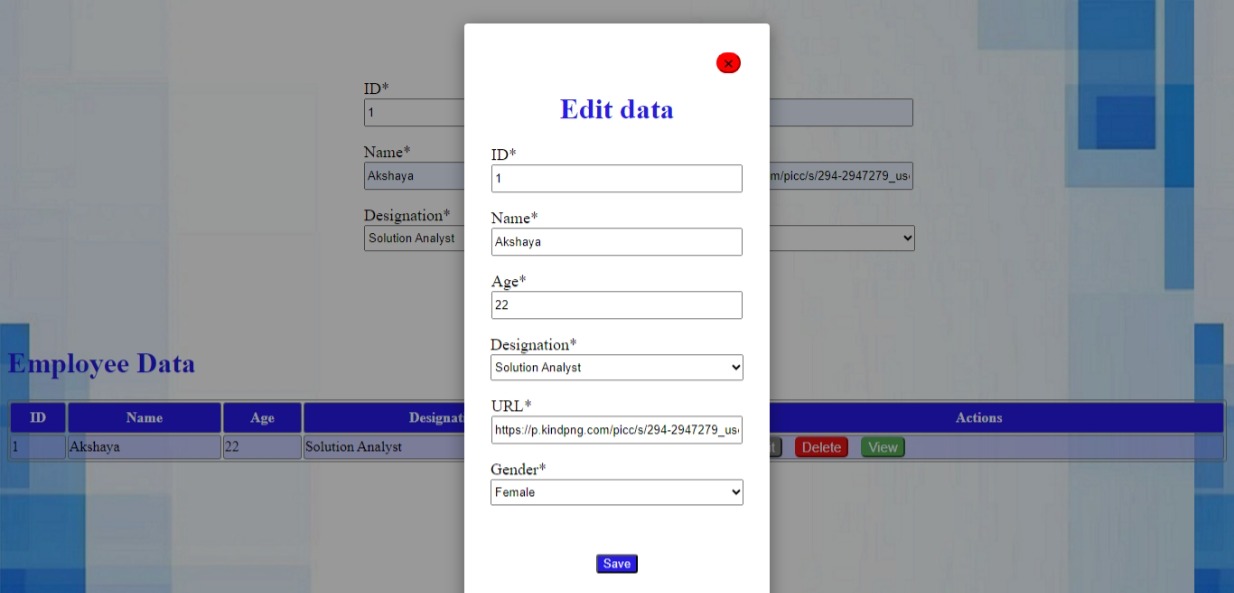 ×
Edit data
ID*
1
Name*
Akshaya
Age*
22
Designation*
Solution Analyst
URL*
https://p.kindpng.com/picc/s/294-2947279_us
Gender*
Female
Save
ID*
1
Name*
Akshaya
m/picc/s/294-2947279_us
Designation*
Solution Analyst
Employee Data
ID Name Age Designat Actions
1 Akshaya 22 Solution Analyst Delete View